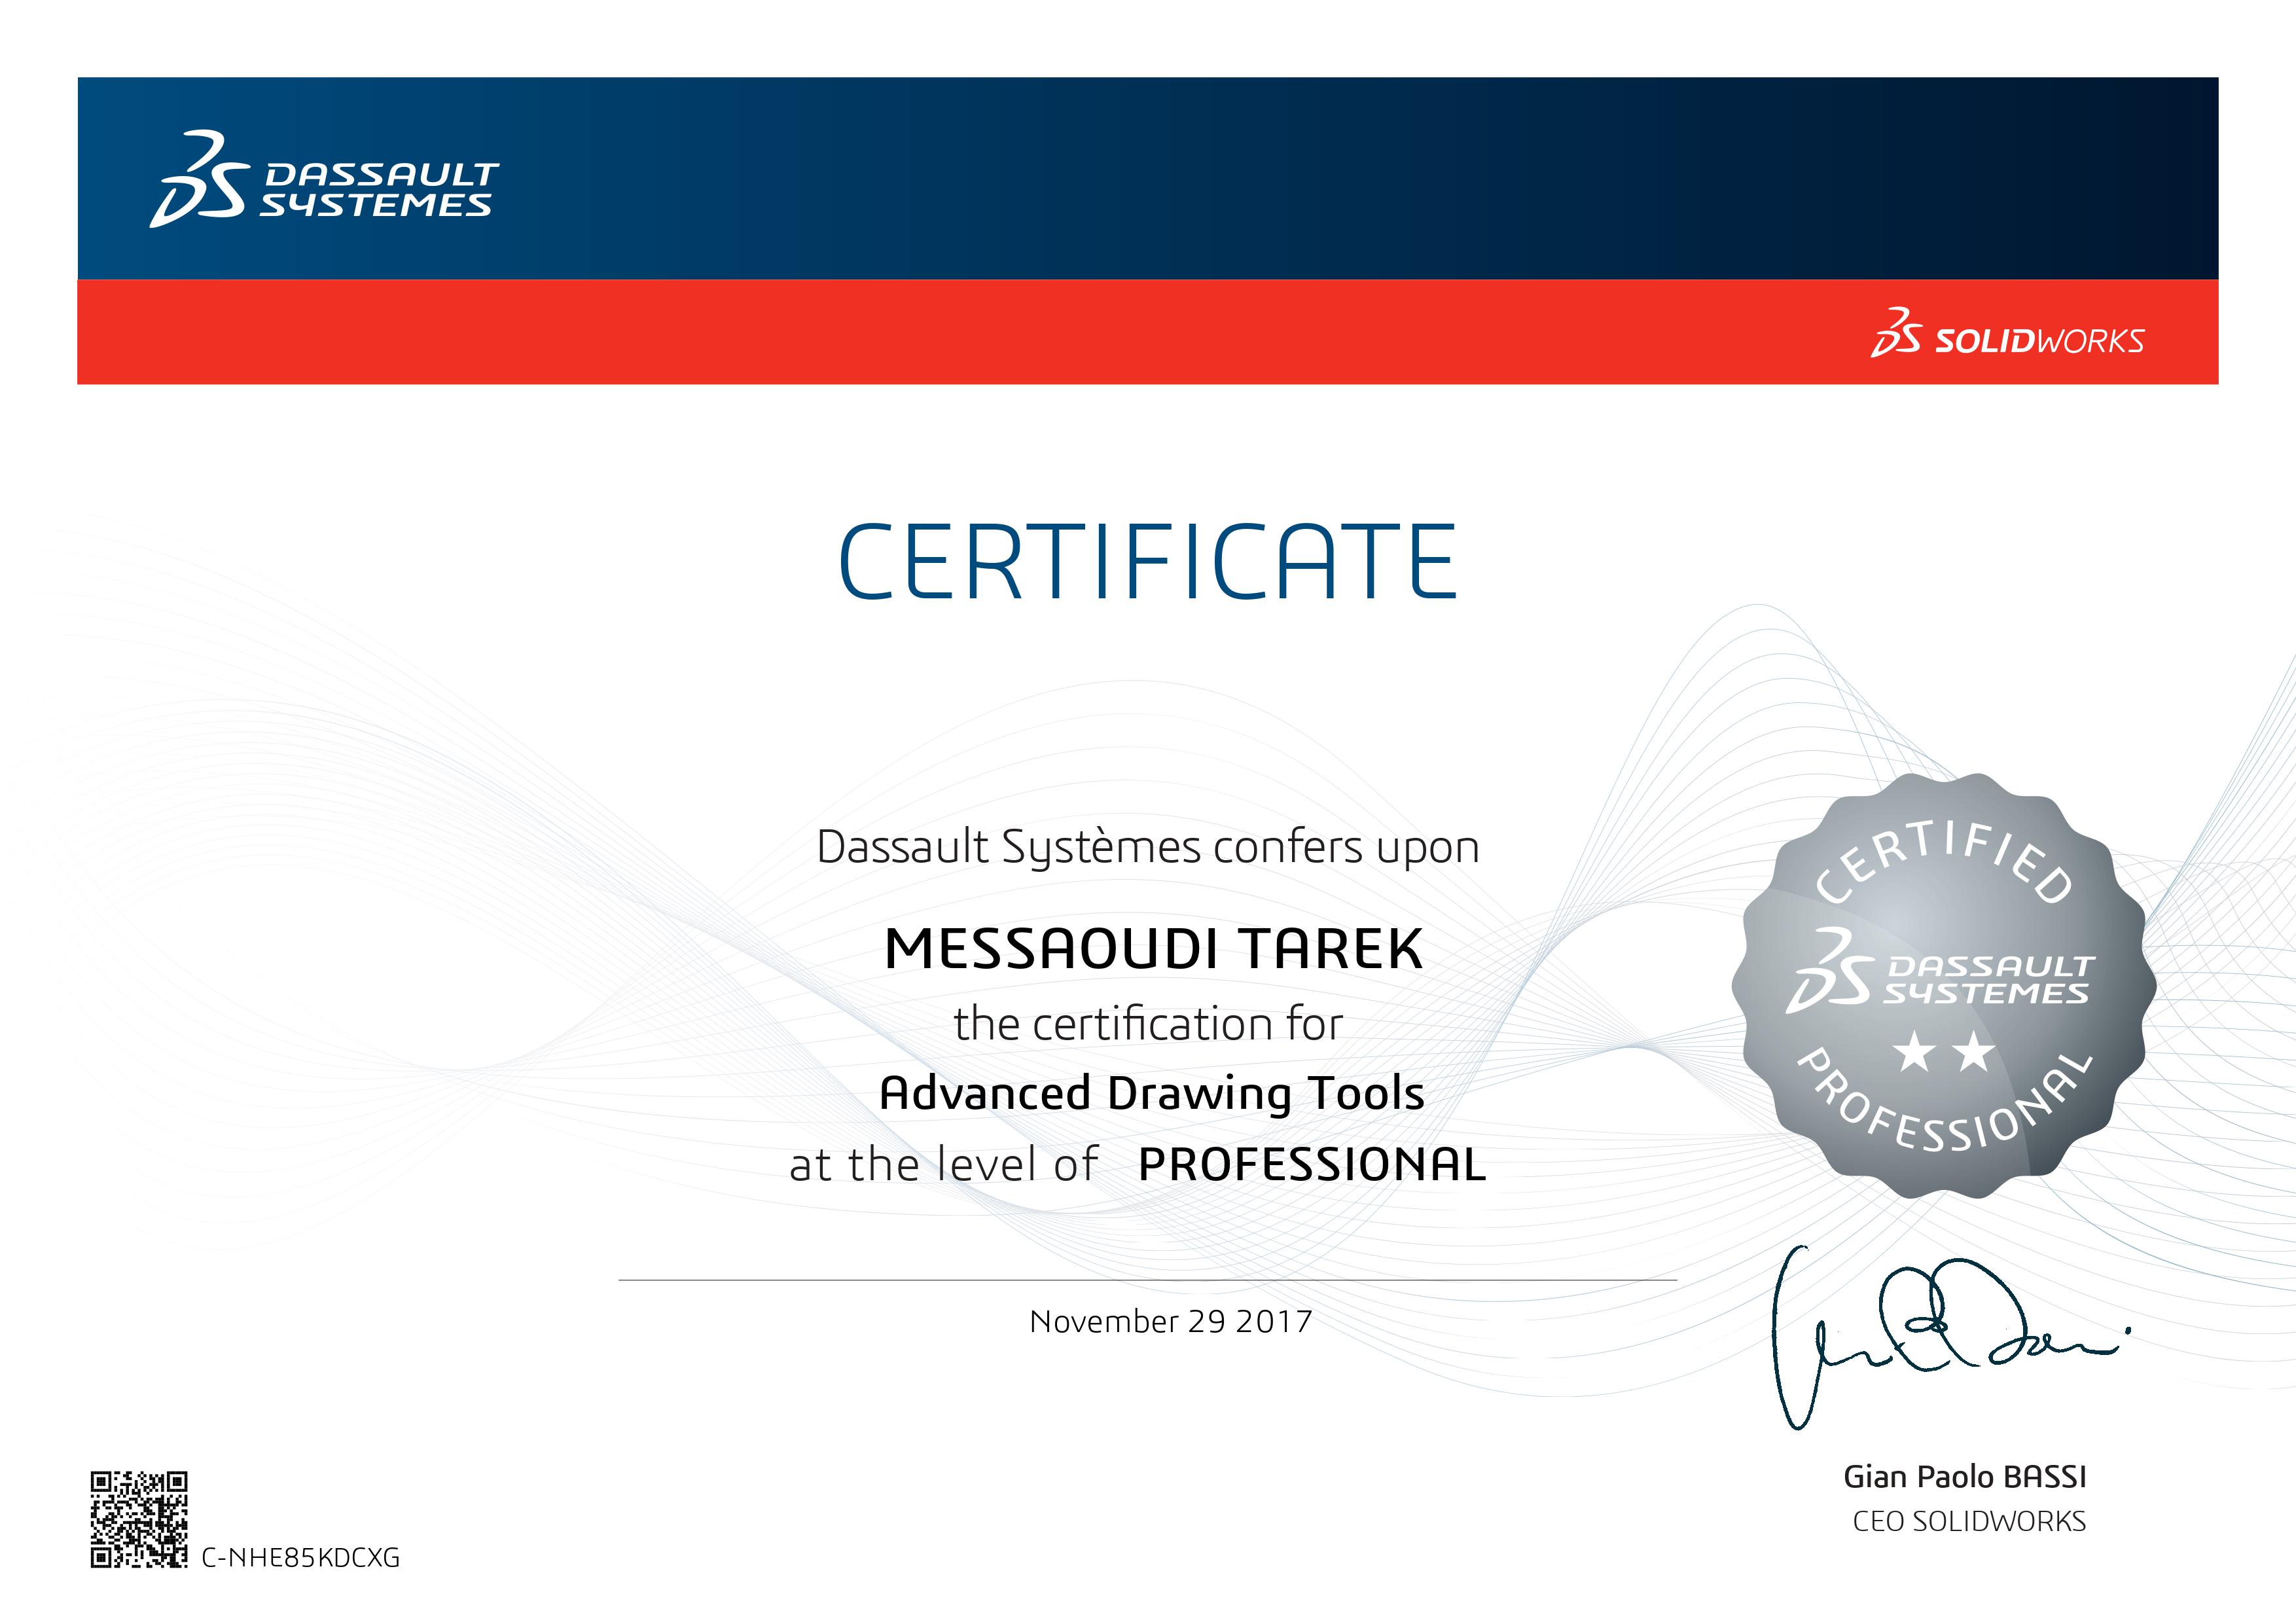 DASSAULT
SYSTEMES
SOLIDWORKS
CERTIFICATE
Dassault Systèmes confers upon
MESSAOUDI TAREK
the certification for
Advanced Drawing Tools
at the level of PROFESSIONAL
CERTIFIED
DASSAULT
SYSTEMES
PROFESSIONAL
November 29 2017
Gian Paolo BASSI
CEO SOLIDWORKS
C-NHE85KDCXG